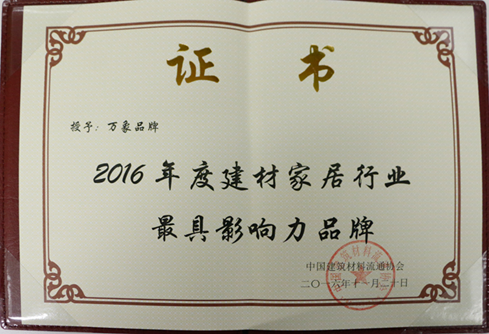 证 书
授予：万象品牌
2016年度建材家居行业
最具影响力品牌
中国建筑材料流通协会
二〇一六年十一月二十日